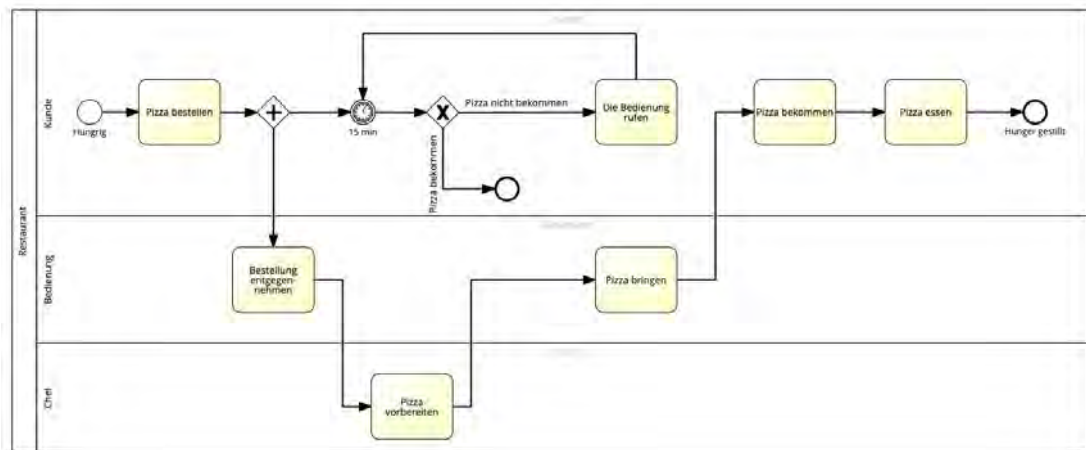 Restaurant
Kunde
Hungrig
Pizza bestellen
15 min
Pizza nicht bekommen
Pizza bekommen
Die Bedienung
rufen
Pizza bekommen
Pizza essen
Hunger gestillt
Bedienung
Bestellung
entgegen-
nehmen
Pizza bringen
Chef
Pizza
vorbereiten